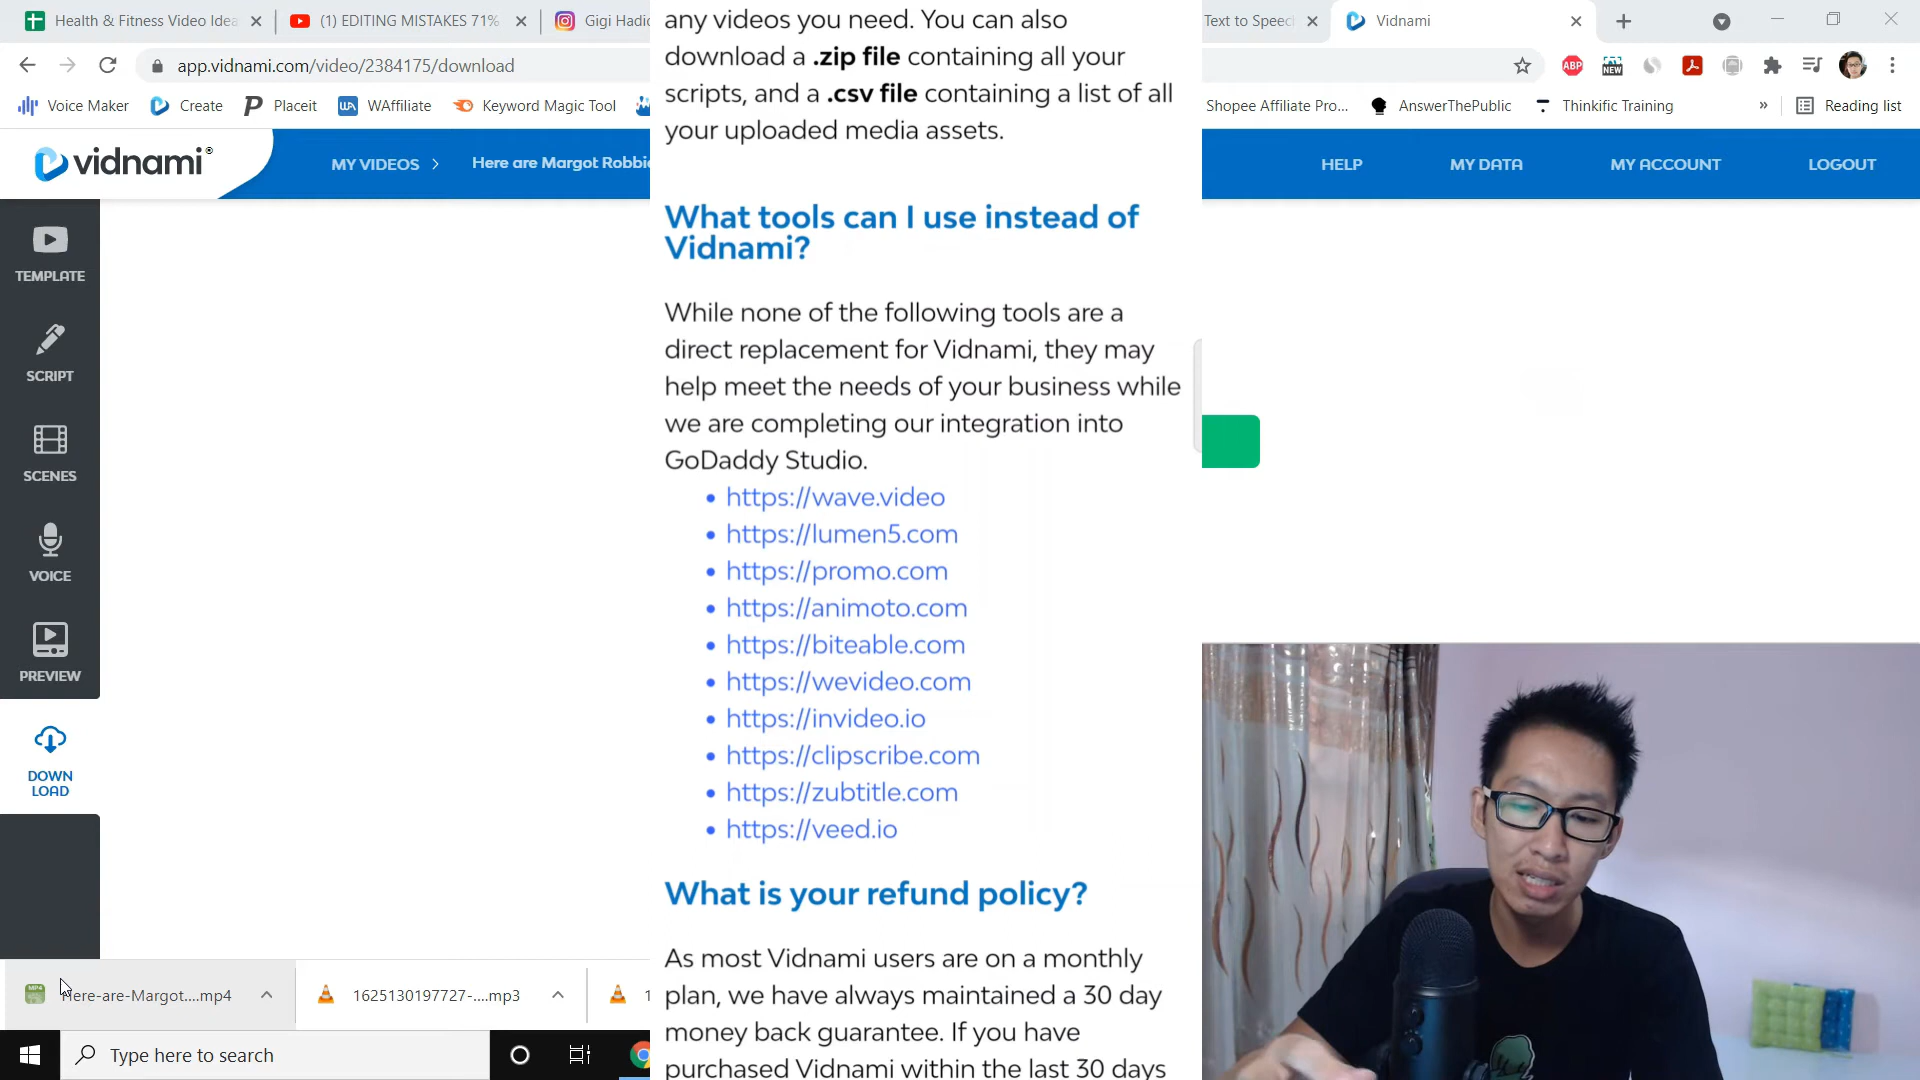 Health & Fitness Video Idea
(1) EDITING MISTAKES 71%
Gigi Hadid
Text to Speec
Vidnami
app.vidnami.com/video/2384175/download
ABP
NEW
Voice Maker
Create
Placeit
WAffiliate
Keyword Magic Tool
Shopee Affiliate Pro...
AnswerThePublic
Thinkific Training
»
Reading list
vidnami®
MY VIDEOS
Here are Margot Robbie
HELP
MY DATA
MY ACCOUNT
LOGOUT
TEMPLATE
SCRIPT
SCENES
VOICE
PREVIEW
DOWN
LOAD
any videos you need. You can also
download a .zip file containing all your
scripts, and a .csv file containing a list of all
your uploaded media assets.
What tools can I use instead of
Vidnami?
While none of the following tools are a
direct replacement for Vidnami, they may
help meet the needs of your business while
we are completing our integration into
GoDaddy Studio.
• https://wave.video
• https://lumen5.com
• https://promo.com
• https://animoto.com
• https://biteable.com
• https://wevideo.com
• https://invideo.io
• https://clipscribe.com
• https://zubtitle.com
• https://veed.io
What is your refund policy?
As most Vidnami users are on a monthly
plan, we have always maintained a 30 day
money back guarantee. If you have
purchased Vidnami within the last 30 days
MP4
Here-are-Margot....mp4
1625130197727-....mp3
1
Type here to search